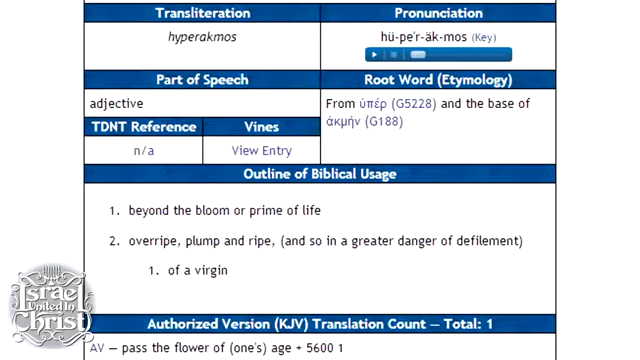 Transliteration
Pronunciation
hyperakmos
hü-pe'r-äk-mos (Key)
Part of Speech
Root Word (Etymology)
adjective
From ὑπέρ (G5228) and the base of
ἀκμήν (G188)
TDNT Reference
Vines
n/a
View Entry
Outline of Biblical Usage
1. beyond the bloom or prime of life
2. overripe, plump and ripe, (and so in a greater danger of defilement)
1. of a virgin
Israel
United In
Christ
Authorized Version (KJV) Translation Count — Total: 1
AV — pass the flower of (one's) age + 5600 1